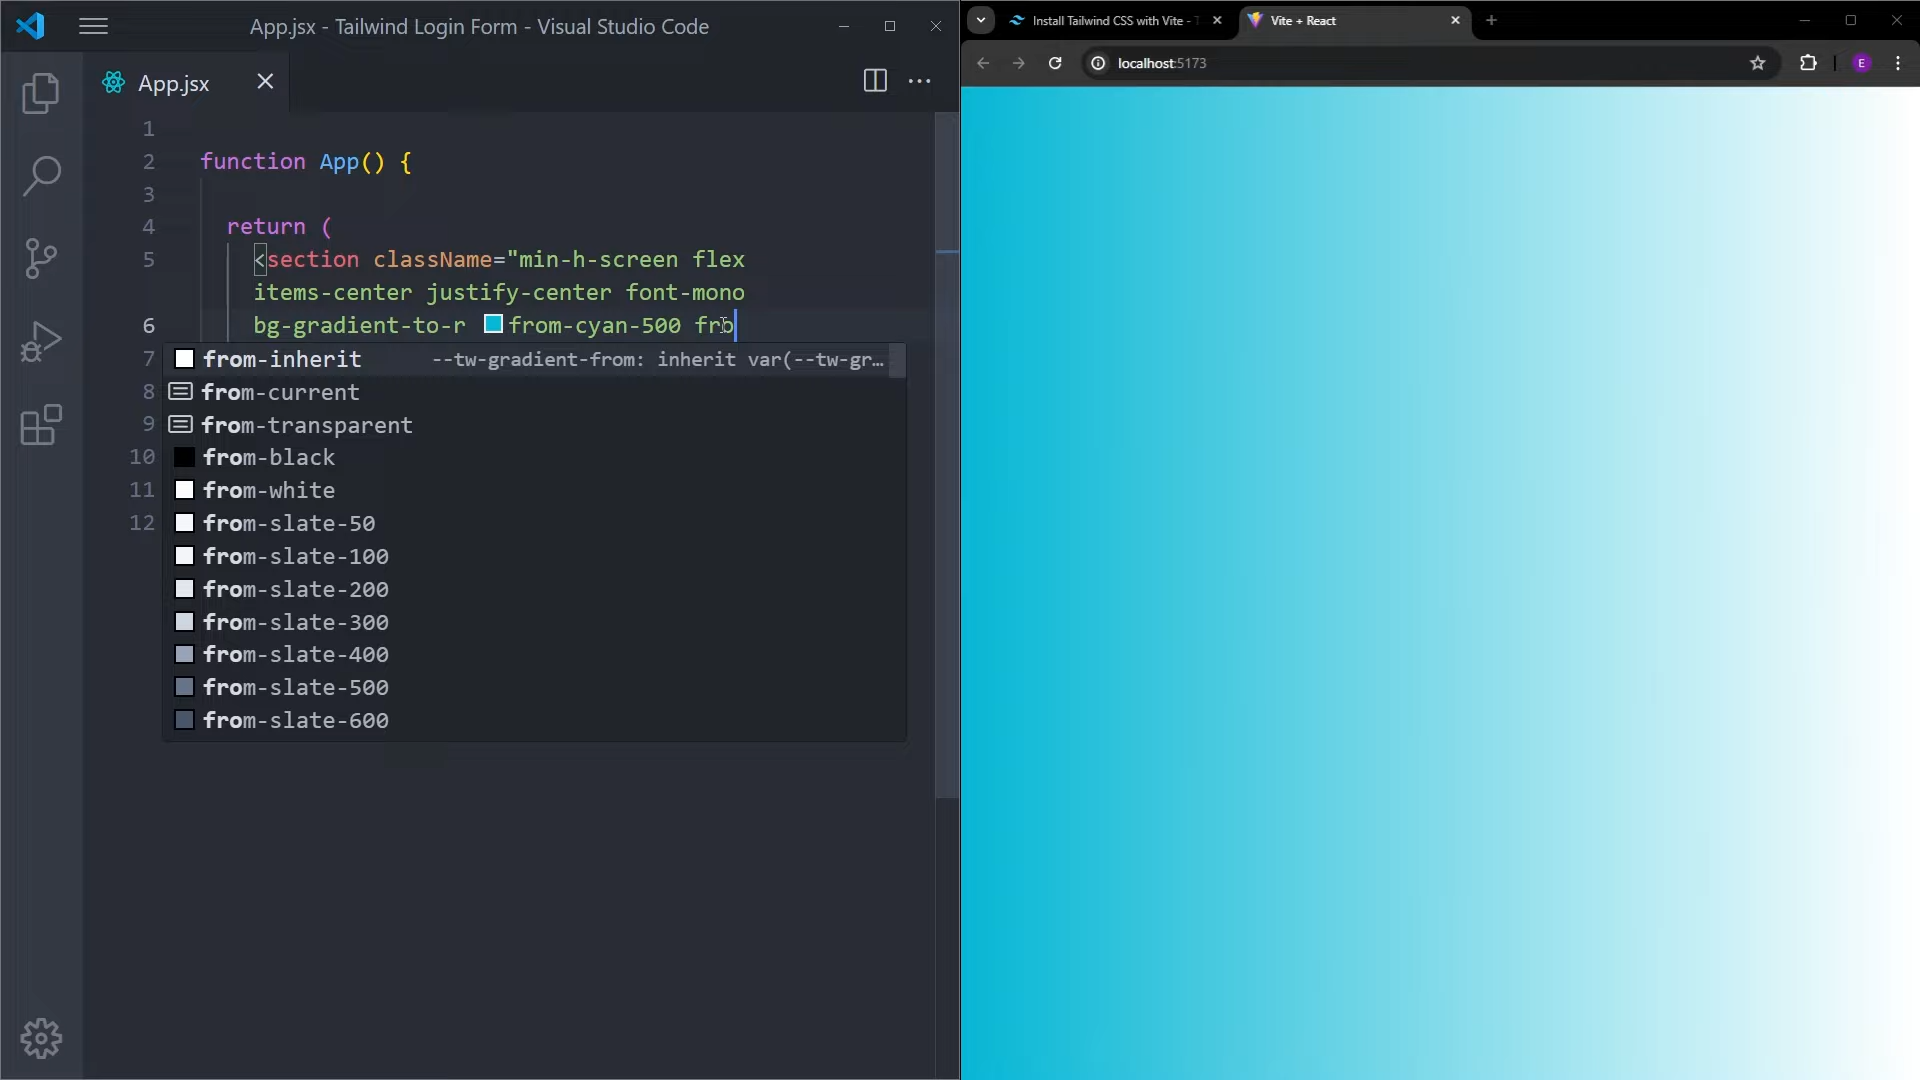 App.jsx - Tailwind Login Form - Visual Studio Code
App.jsx
1
2 function App() {
3
4 return (
5 <section className="min-h-screen flex
items-center justify-center font-mono
6 bg-gradient-to-r from-cyan-500 fro
7 from-inherit --tw-gradient-from: inherit var(--tw-gr…
8 from-current
9 from-transparent
10 from-black
11 from-white
12 from-slate-50
from-slate-100
from-slate-200
from-slate-300
from-slate-400
from-slate-500
from-slate-600
Install Tailwind CSS with Vite -
Vite + React
localhost:5173
E